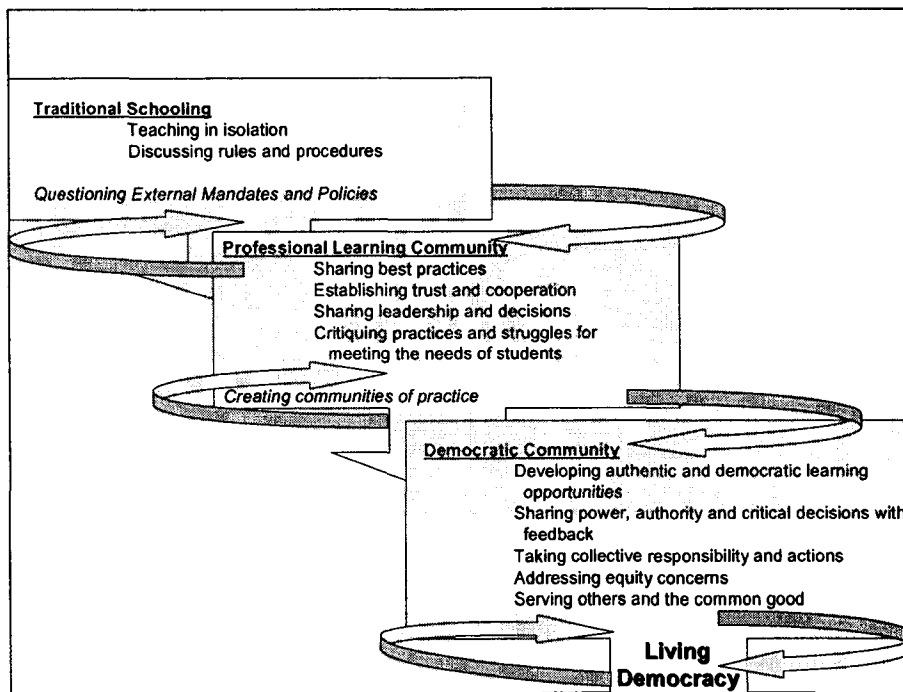 Traditional Schooling
Teaching in isolation
Discussing rules and procedures
Questioning External Mandates and Policies
Professional Learning Community
Sharing best practices
Establishing trust and cooperation
Sharing leadership and decisions
Critiquing practices and struggles for
meeting the needs of students
Creating communities of practice
Democratic Community
Developing authentic and democratic learning
opportunities
Sharing power, authority and critical decisions with
feedback
Taking collective responsibility and actions
Addressing equity concerns
Serving others and the common good
Living
Democracy